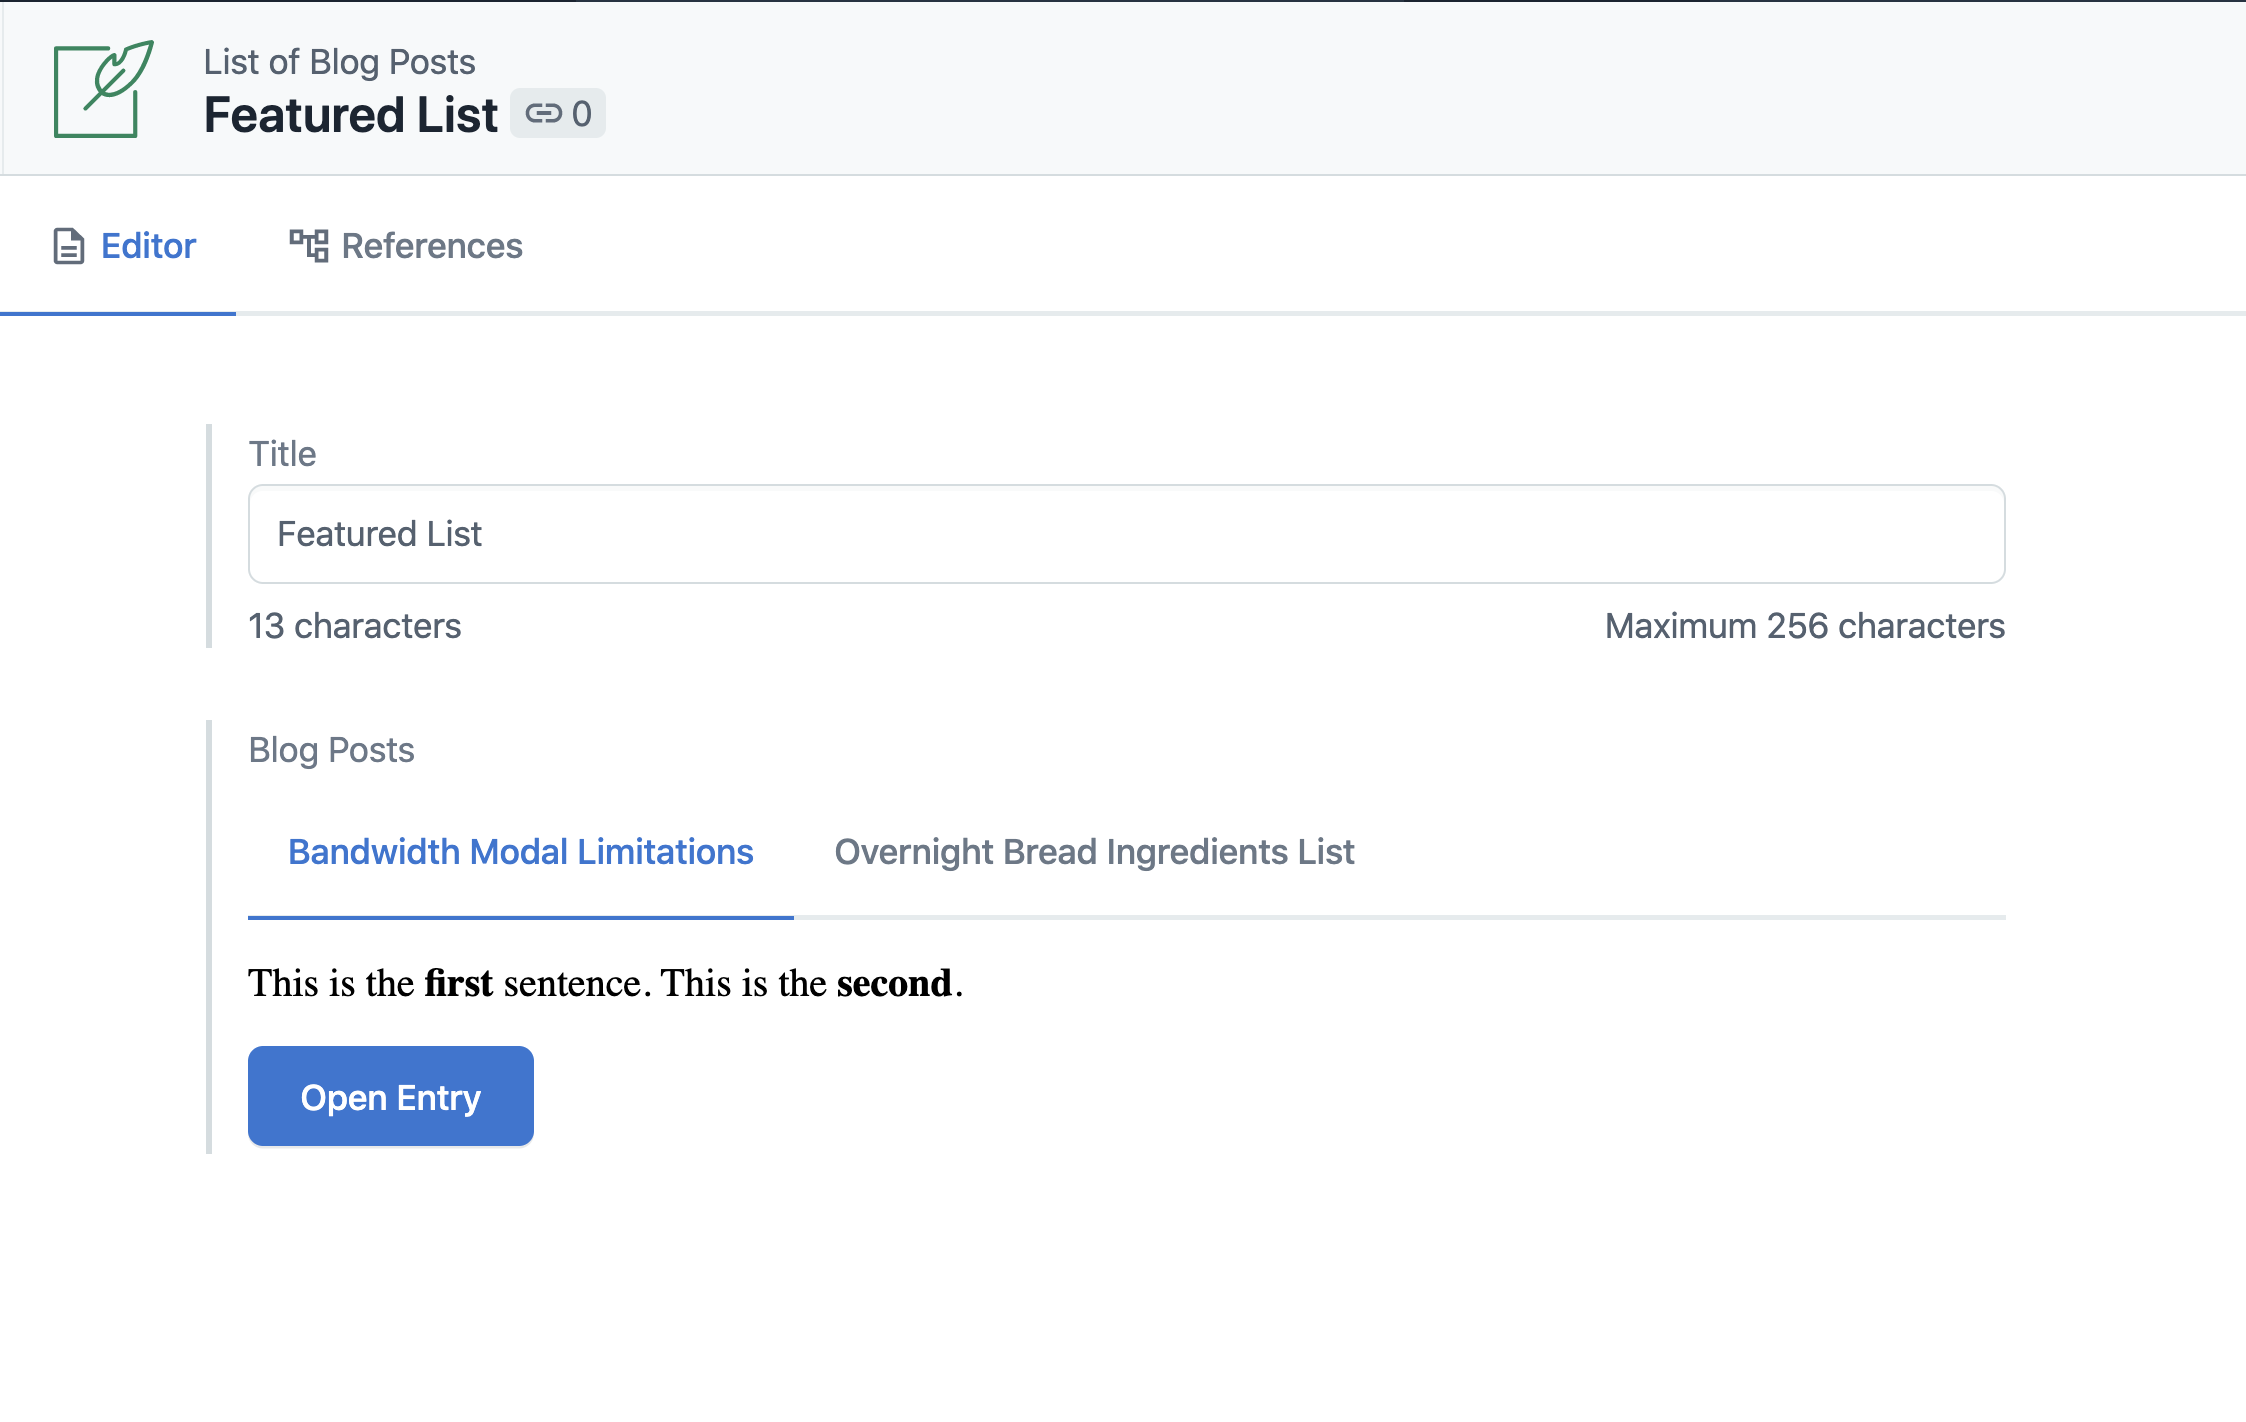 List of Blog Posts
Featured List 0
Editor References
Title
Featured List
13 characters Maximum 256 characters
Blog Posts
Bandwidth Modal Limitations Overnight Bread Ingredients List
This is the first sentence. This is the second.
Open Entry